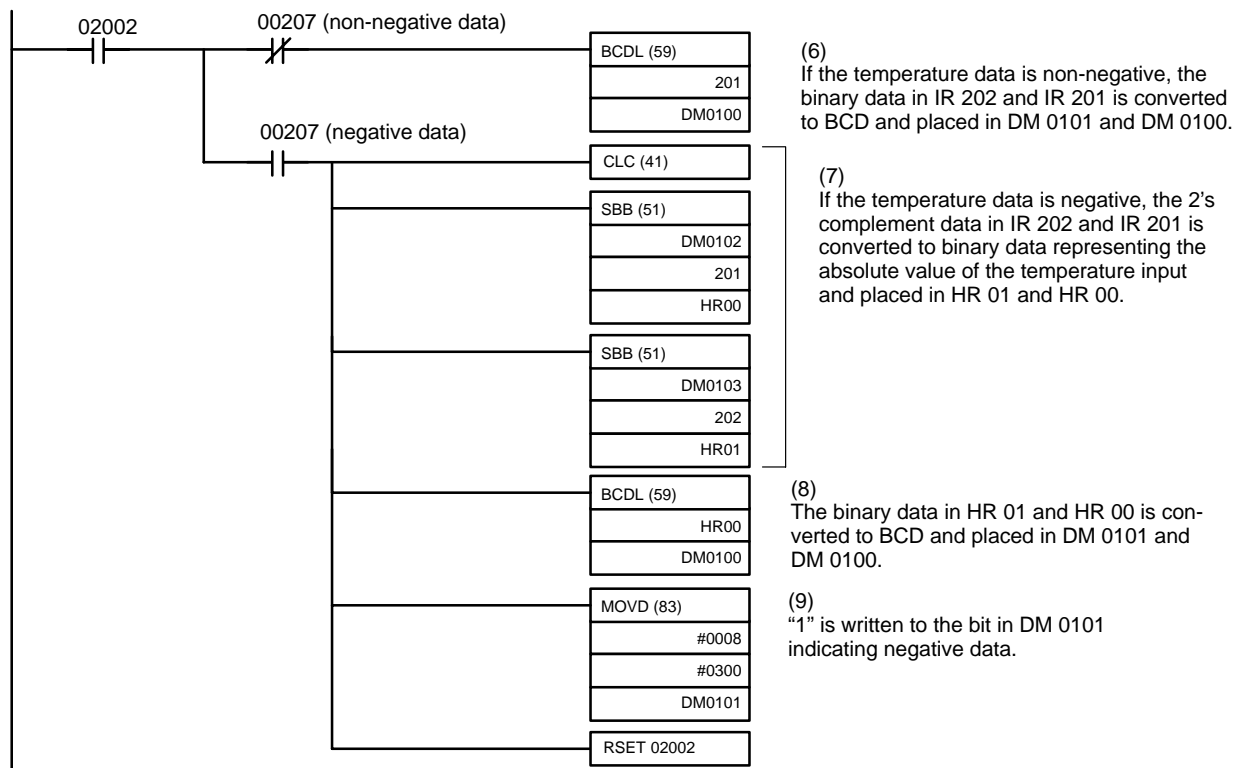 02002
00207 (non-negative data)
BCDL (59)
201
DM0100
(6)
If the temperature data is non-negative, the
binary data in IR 202 and IR 201 is converted
to BCD and placed in DM 0101 and DM 0100.
00207 (negative data)
CLC (41)
SBB (51)
DM0102
201
HR00
SBB (51)
DM0103
202
HR01
(7)
If the temperature data is negative, the 2’s
complement data in IR 202 and IR 201 is
converted to binary data representing the
absolute value of the temperature input
and placed in HR 01 and HR 00.
BCDL (59)
HR00
DM0100
(8)
The binary data in HR 01 and HR 00 is con-
verted to BCD and placed in DM 0101 and
DM 0100.
MOVD (83)
#0008
#0300
DM0101
(9)
“1” is written to the bit in DM 0101
indicating negative data.
RSET 02002